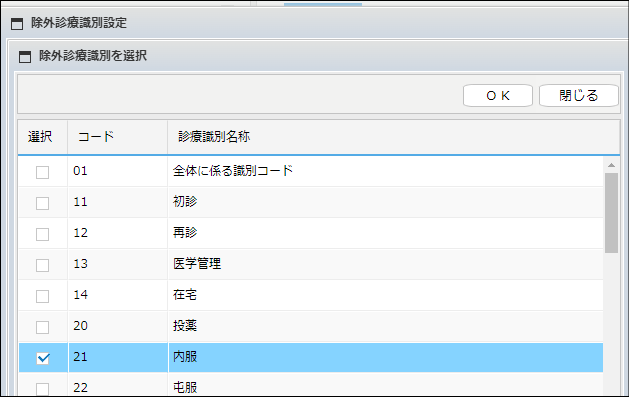 除外診療識別設定
除外診療識別を選択
ＯＫ 閉じる
選択 コード 診療識別名称
01 全体に係る識別コード
11 初診
12 再診
13 医学管理
14 在宅
20 投薬
21 内服
22 屯服